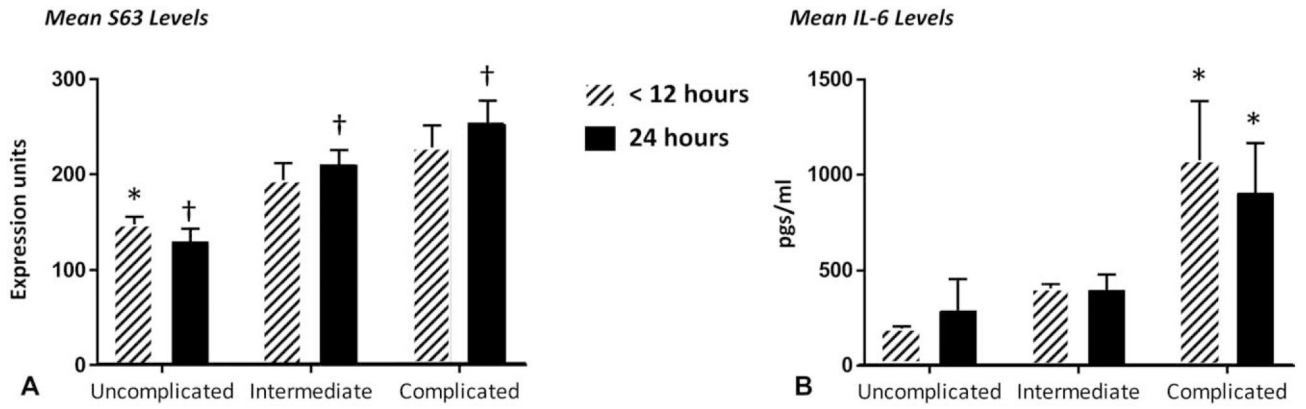 Mean S63 Levels
Expression units
300
200
100
0
*
†
†
†
A
Uncomplicated
Intermediate
Complicated
< 12 hours
24 hours
Mean IL-6 Levels
pgs/ml
1500
1000
500
0
*
*
B
Uncomplicated
Intermediate
Complicated